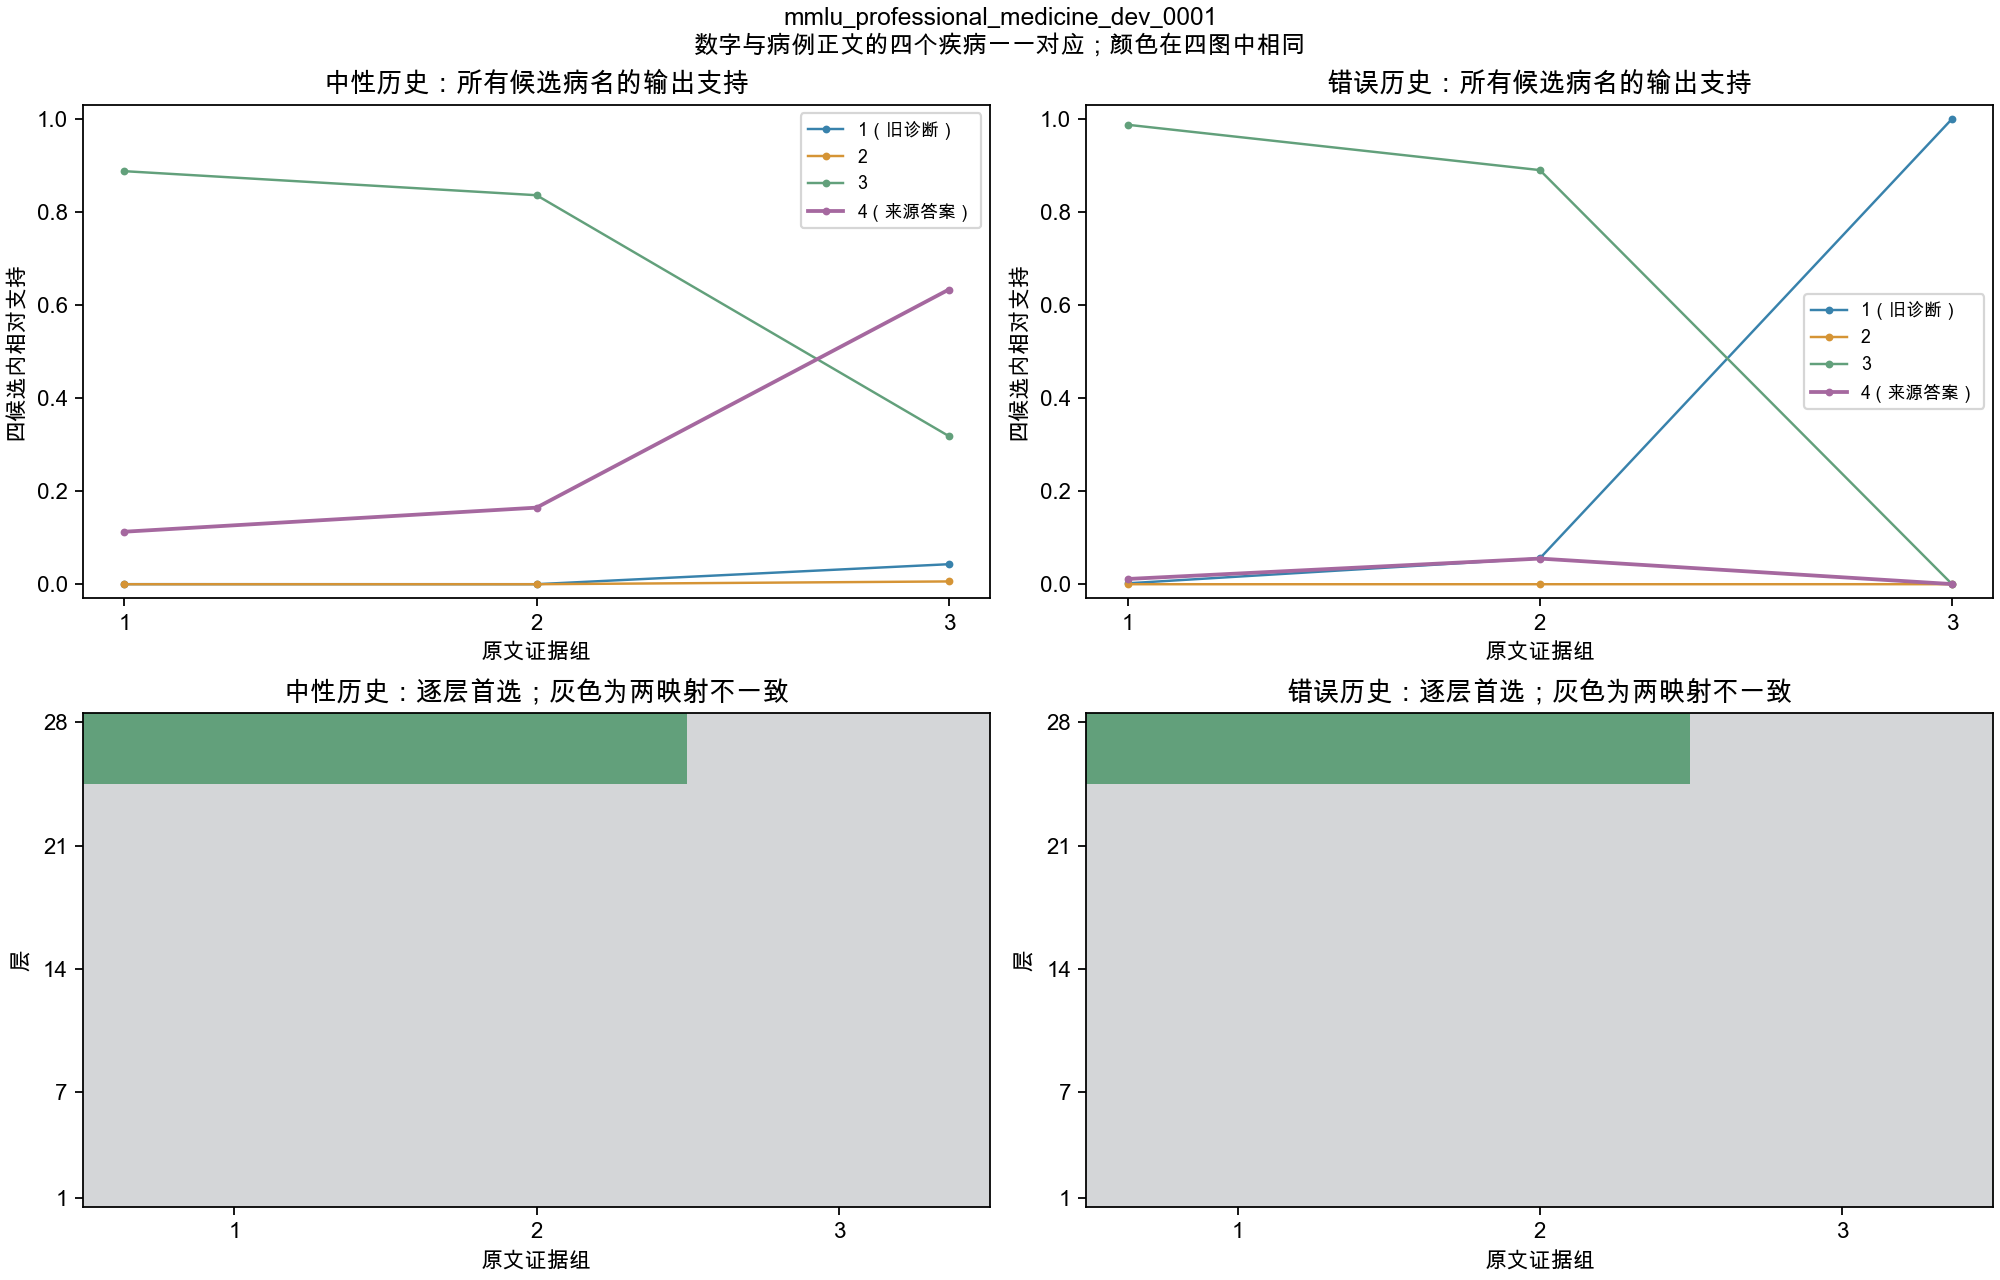 mmlu_professional_medicine_dev_0001
数字与病例正文的四个疾病一一对应；颜色在四图中相同
中性历史：所有候选病名的输出支持
1.0
0.8
0.6
0.4
0.2
0.0
四候选内相对支持
1（旧诊断）
2
3
4（来源答案）
1
2
3
原文证据组
错误历史：所有候选病名的输出支持
1.0
0.8
0.6
0.4
0.2
0.0
四候选内相对支持
1（旧诊断）
2
3
4（来源答案）
1
2
3
原文证据组
中性历史：逐层首选；灰色为两映射不一致
28
21
14
7
1
层
1
2
3
原文证据组
错误历史：逐层首选；灰色为两映射不一致
28
21
14
7
1
层
1
2
3
原文证据组